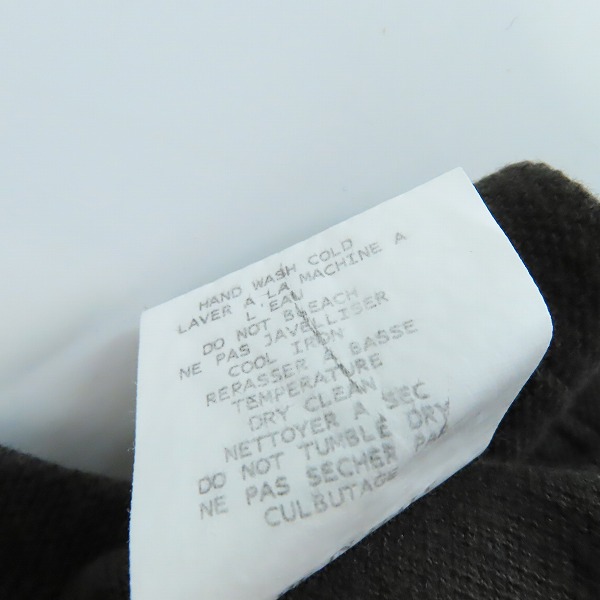 HAND WASH COLD
LAVER A LA MACHINE A
L'EAU
DO NOT BLEACH
NE PAS JAVELLISER
COOL IRON
REPASSER A BASSE
TEMPERATURE
DRY CLEAN
NETTOYER A SEC
DO NOT TUMBLE DRY
NE PAS SECHER PAR
CULBUTAGE